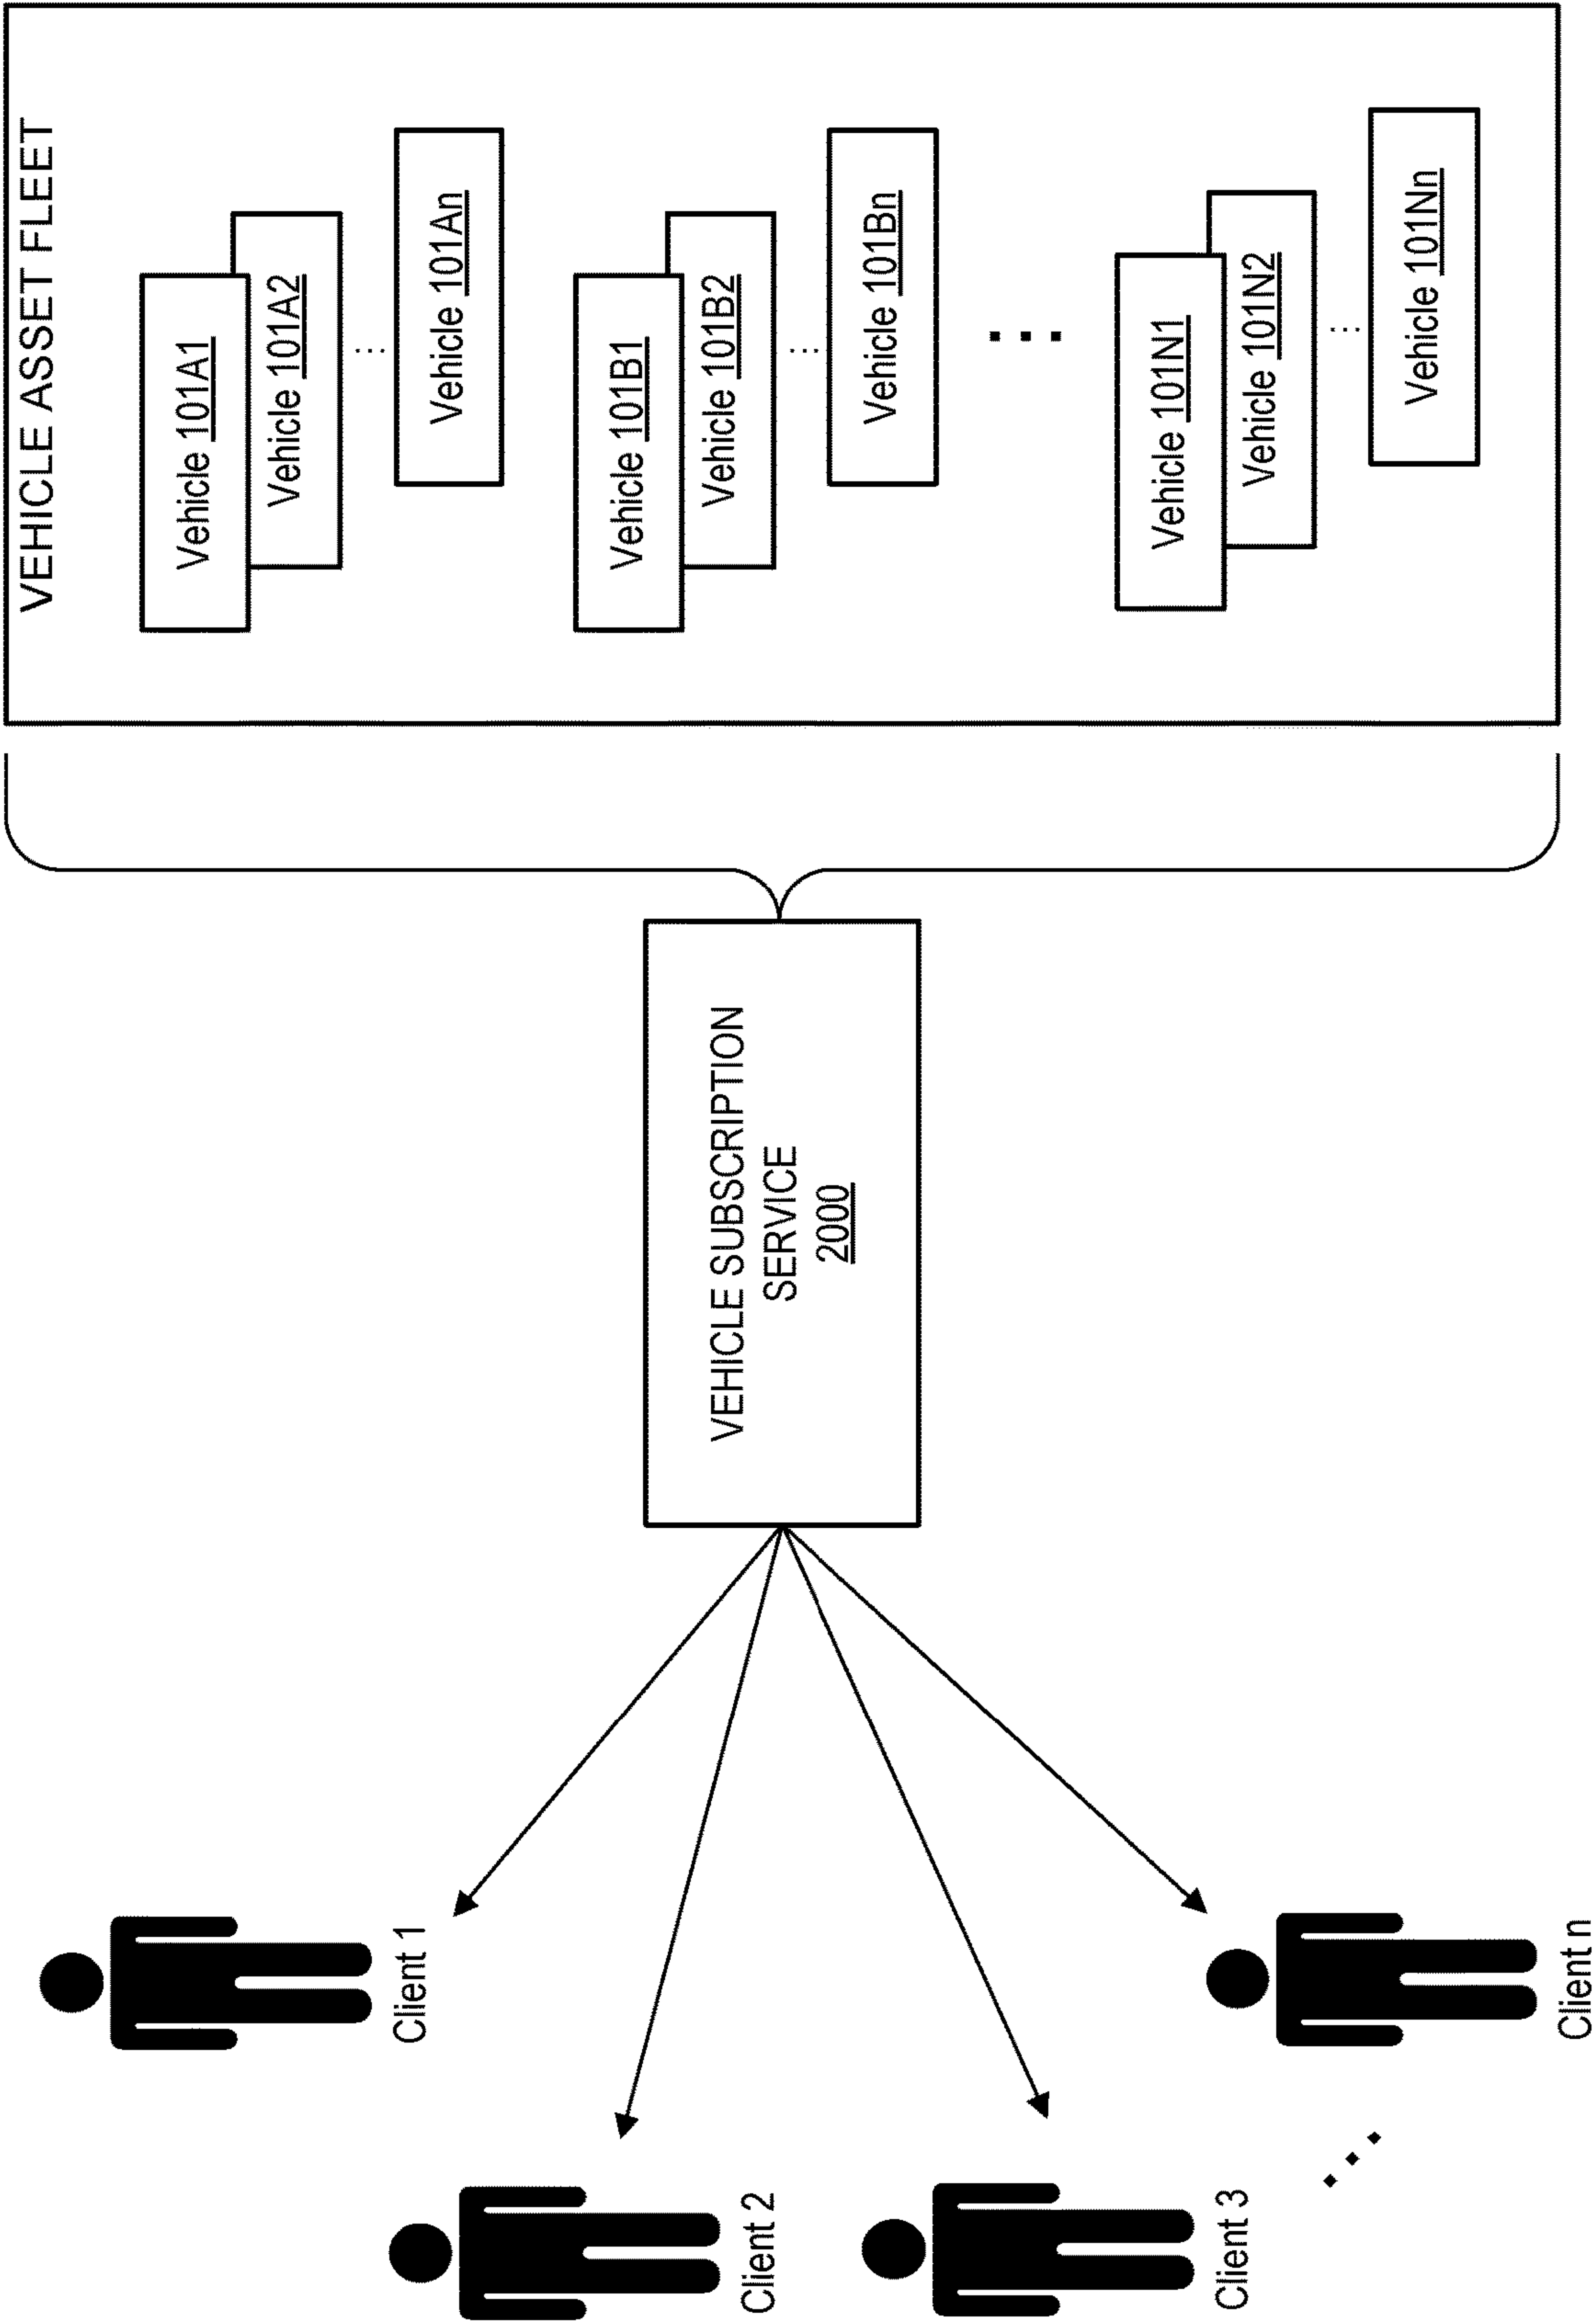 VEHICLE ASSET FLEET
Vehicle 101A1
Vehicle 101A2
...
Vehicle 101An
Vehicle 101B1
Vehicle 101B2
...
Vehicle 101Bn
...
Vehicle 101N1
Vehicle 101N2
...
Vehicle 101Nn
VEHICLE SUBSCRIPTION
SERVICE
2000
Client 1
Client 2
Client 3
...
Client n